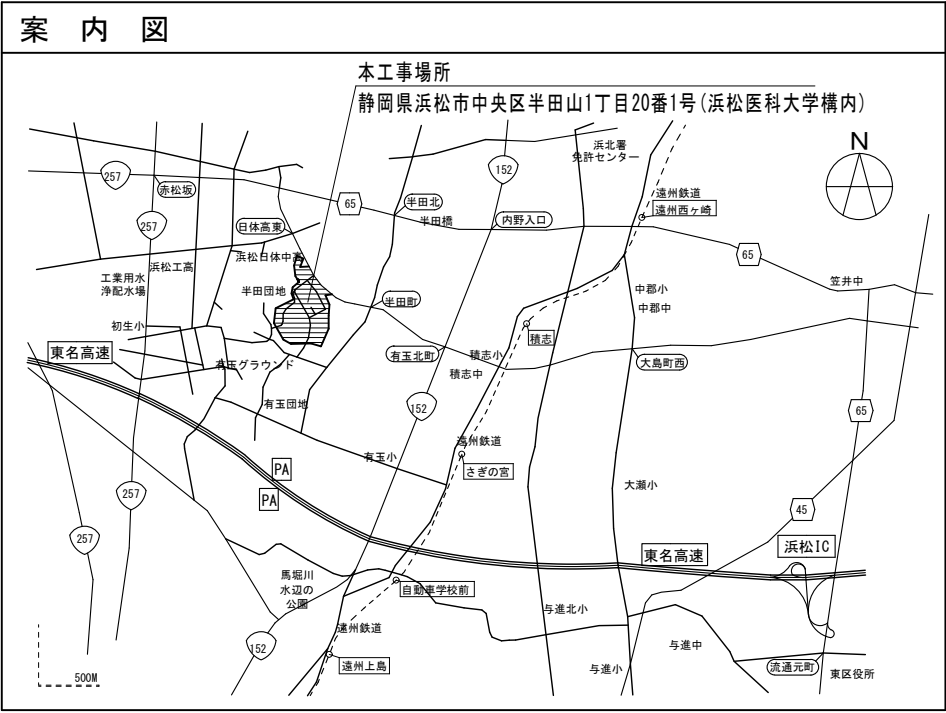 案内図
本工事場所
静岡県浜松市中央区半田山1丁目20番1号(浜松医科大学構内)
N
浜北署
免許センター
257
赤松坂
65
152
半田北
半田橋
内野入口
遠州鉄道
遠州西ヶ崎
257
日体高東
65
浜松工高
浜松日体中高
工業用水
浄配水場
半田団地
半田町
中郡小
中郡中
笠井中
初生小
積志
東名高速
有玉グラウンド
有玉北町
積志小
積志中
大島町西
有玉団地
152
65
遠州鉄道
有玉小
さぎの宮
PA
PA
大瀬小
257
257
45
東名高速
浜松IC
馬堀川
水辺の
公園
自動車学校前
与進北小
遠州鉄道
152
遠州上島
与進中
与進小
流通元町
東区役所
500M